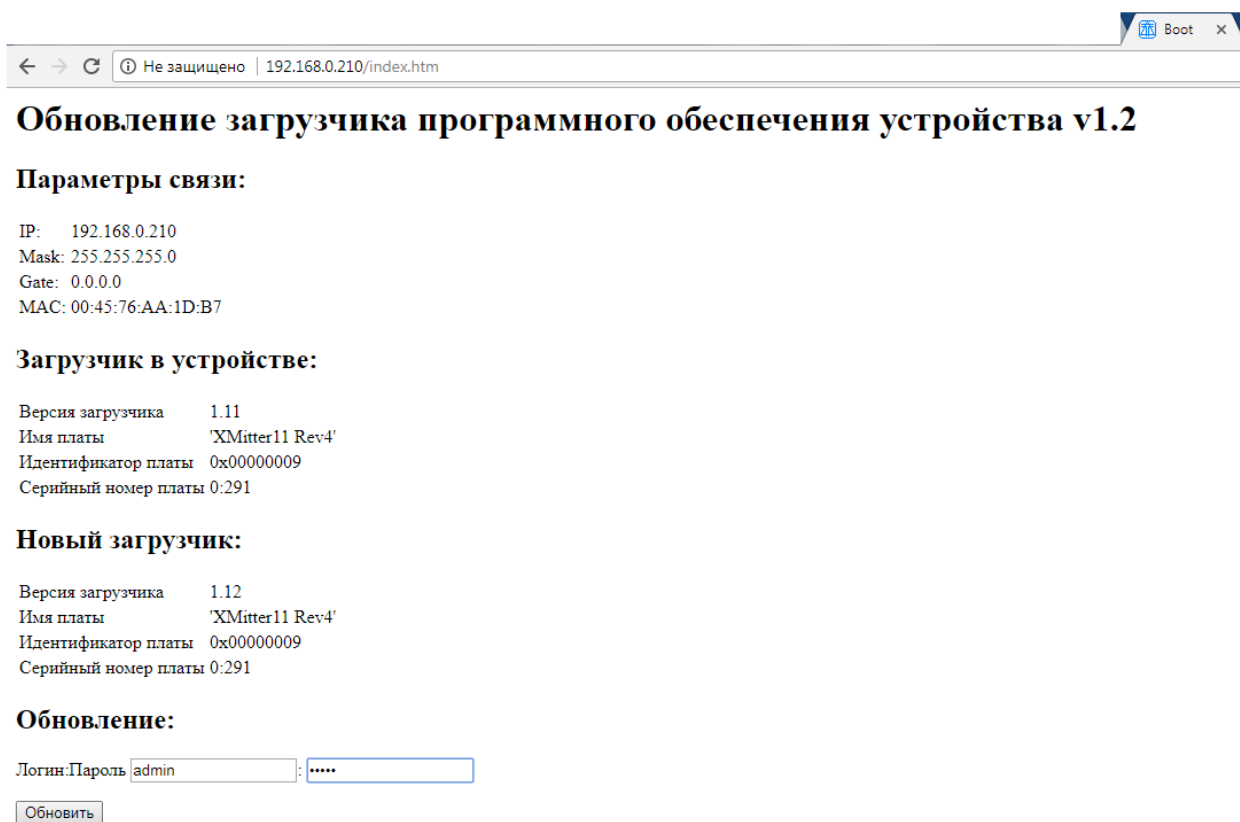 Boot ×
Не защищено | 192.168.0.210/index.htm
Обновление загрузчика программного обеспечения устройства v1.2
Параметры связи:
IP: 192.168.0.210
Mask: 255.255.255.0
Gate: 0.0.0.0
MAC: 00:45:76:AA:1D:B7
Загрузчик в устройстве:
Версия загрузчика 1.11
Имя платы 'XMitter11 Rev4'
Идентификатор платы 0x00000009
Серийный номер платы 0:291
Новый загрузчик:
Версия загрузчика 1.12
Имя платы 'XMitter11 Rev4'
Идентификатор платы 0x00000009
Серийный номер платы 0:291
Обновление:
Логин:Пароль admin : •••••
Обновить